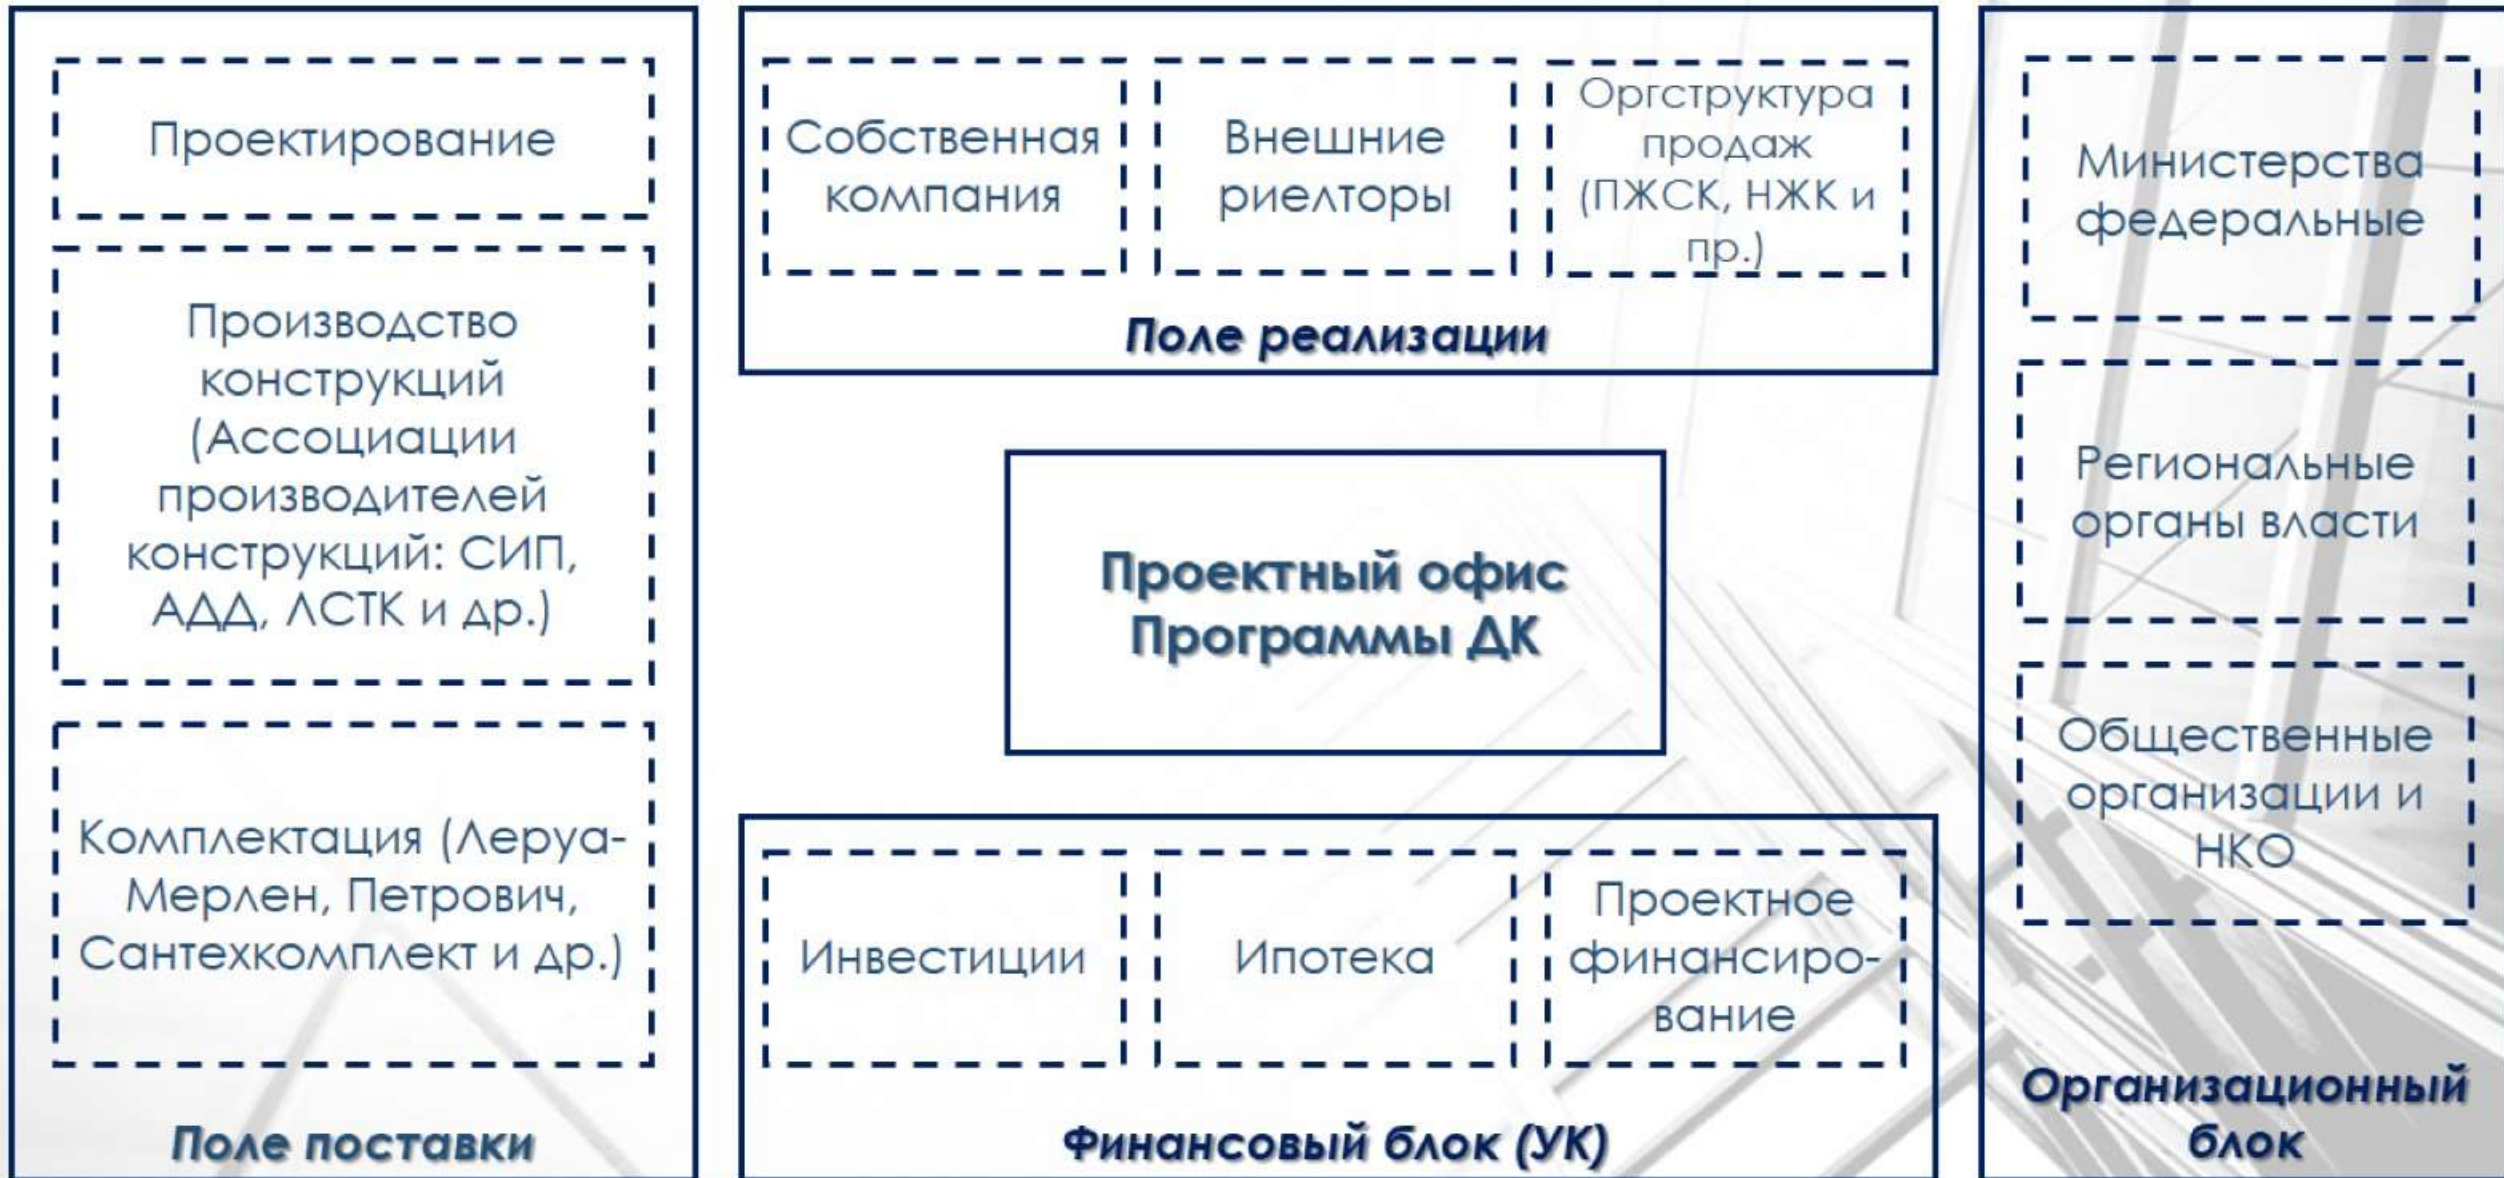 Проектирование
Производство
конструкций
(Ассоциации
производителей
конструкций: СИП,
АДД, ЛСТК и др.)
Комплектация (Леруа-
Мерлен, Петрович,
Сантехкомплект и др.)
Поле поставки
Собственная
компания
Внешние
риелторы
Оргструктура
продаж
(ПЖСК, НЖК и
пр.)
Поле реализации
Проектный офис
Программы ДК
Инвестиции
Ипотека
Проектное
финансиро-
вание
Финансовый блок (УК)
Министерства
федеральные
Региональные
органы власти
Общественные
организации и
НКО
Организационный
блок